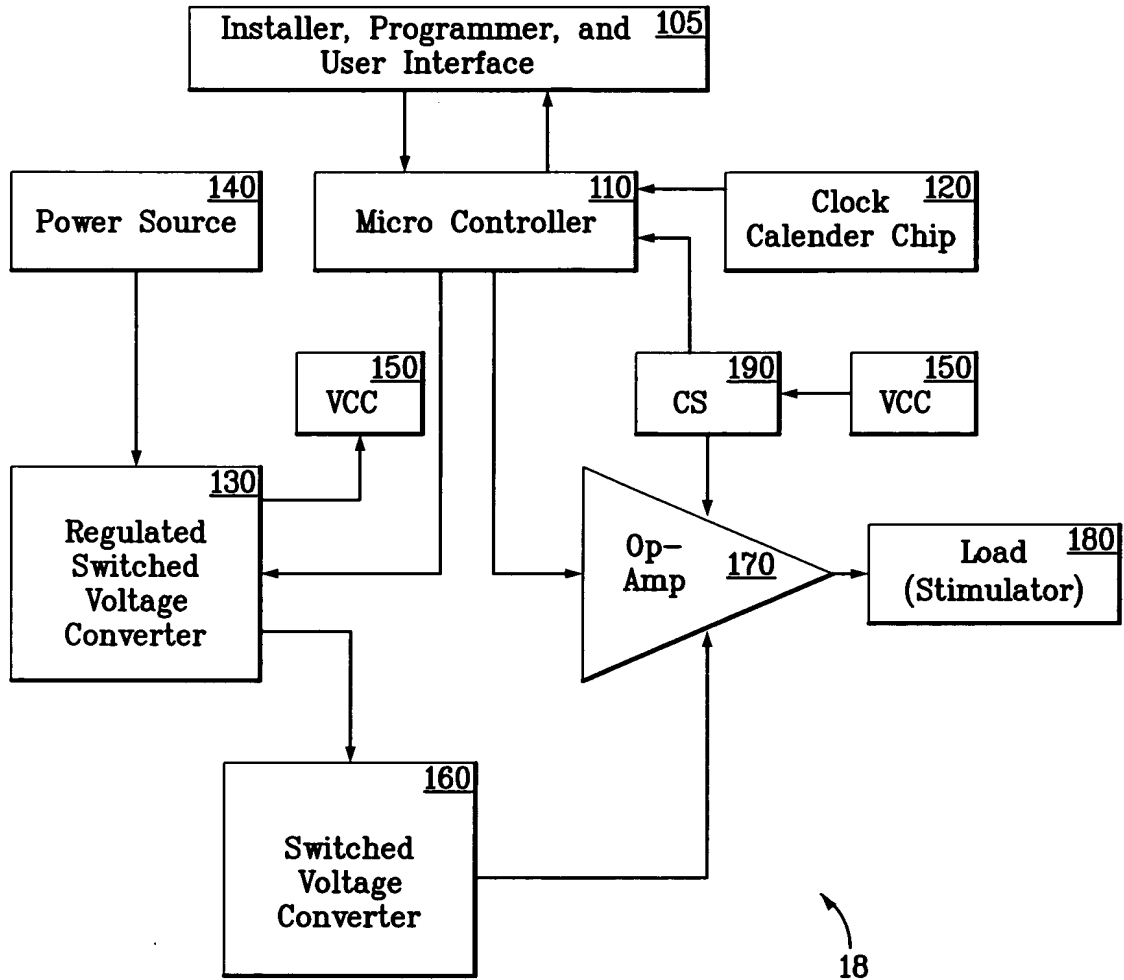 Installer, Programmer, and 105
User Interface
140
Power Source
110
Micro Controller
120
Clock
Calender Chip
150
VCC
190
CS
150
VCC
130
Regulated
Switched
Voltage
Converter
Op-
Amp
170
180
Load
(Stimulator)
160
Switched
Voltage
Converter
18